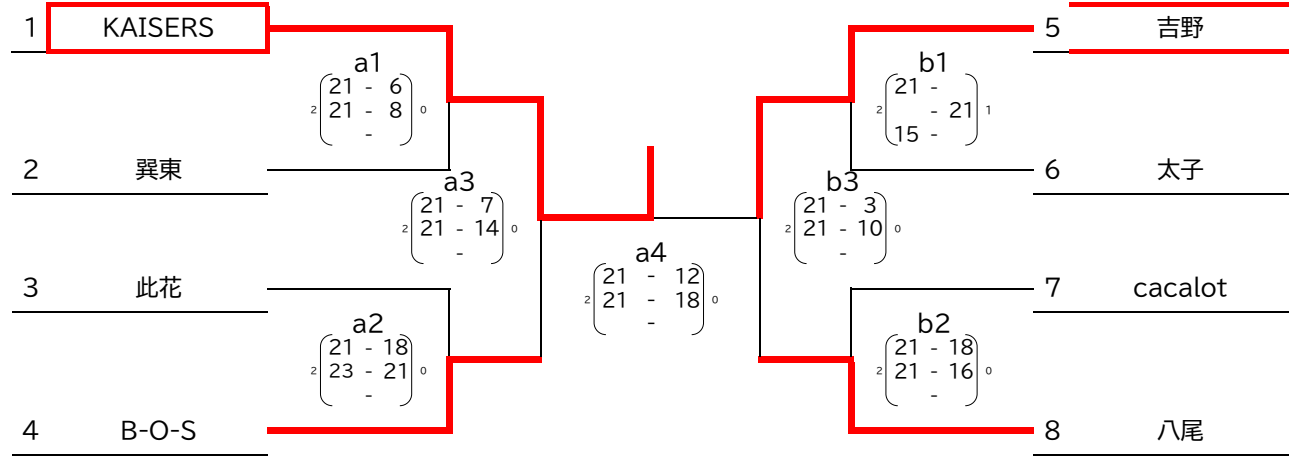 1 KAISERS
a1
21 - 6
2 21 - 8 0
-
2 巽東
a3
21 - 7
2 21 - 14 0
-
3 此花
a2
21 - 18
2 23 - 21 0
-
4 B-O-S
a4
21 - 12
2 21 - 18 0
-
5 吉野
b1
21 -
2 - 21 1
15 -
6 太子
b3
21 - 3
2 21 - 10 0
-
7 cacalot
b2
21 - 18
2 21 - 16 0
-
8 八尾